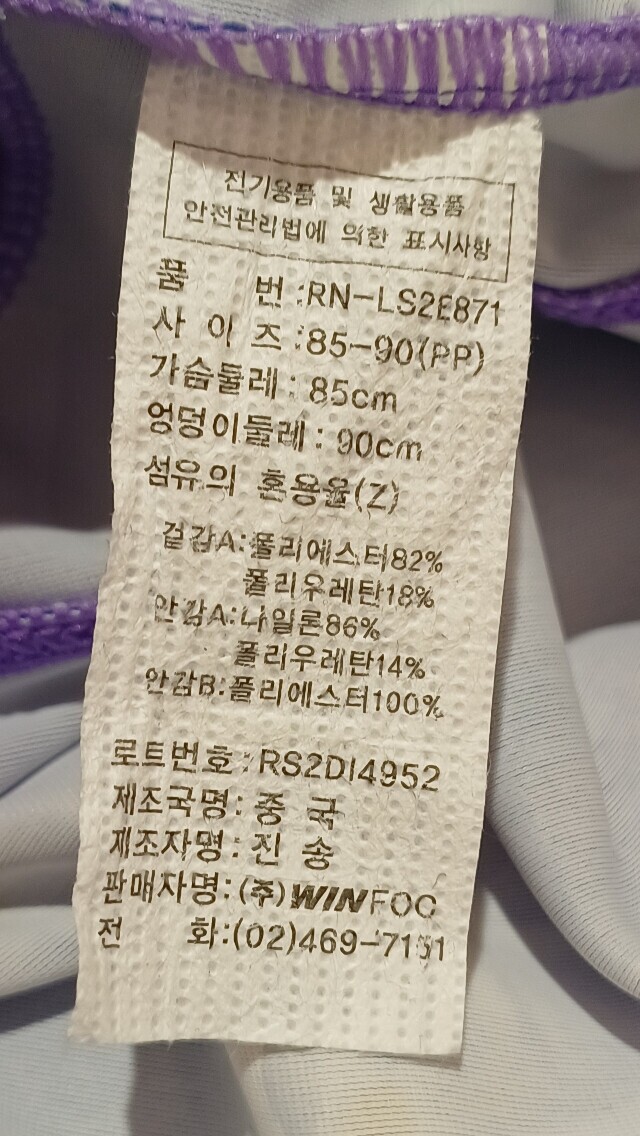 전기용품 및 생활용품
안전관리법에 의한 표시사항
품 번 :RN-LS2E871
사 이 즈 :85-90(PP)
가슴둘레 : 85cm
엉덩이둘레 : 90cm
섬유의 혼용율(Z)
겉감A:폴리에스터82%
폴리우레탄18%
안감A:나일론86%
폴리우레탄14%
안감B:폴리에스터100%
로트번호 : RS2DI4952
제조국명 : 중 국
제조자명 : 진 송
판매자명 : (주)WINFOC
전 화: